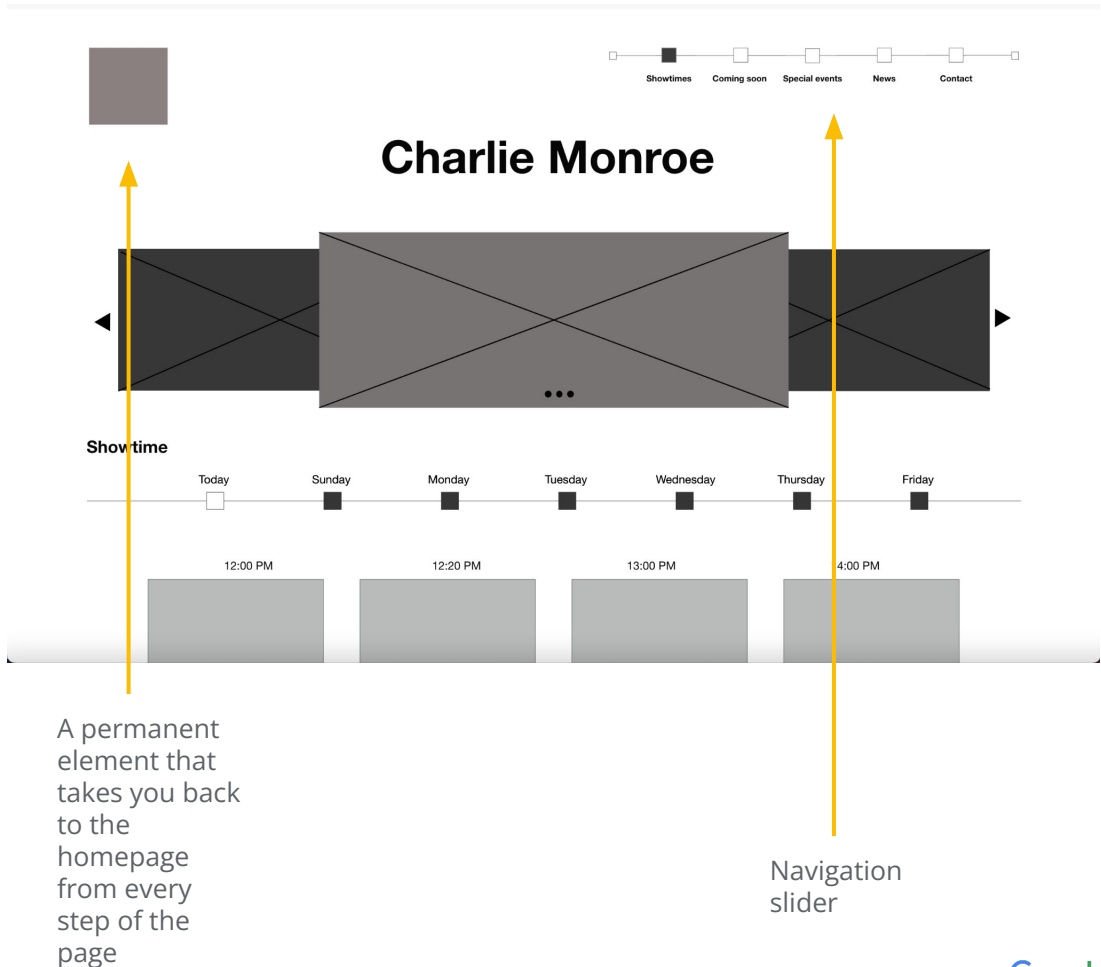 Showtimes Coming soon Special events News Contact
Charlie Monroe
Showtime
Today Sunday Monday Tuesday Wednesday Thursday Friday
12:00 PM 12:20 PM 13:00 PM 4:00 PM
A permanent
element that
takes you back
to the
homepage
from every
step of the
page
Navigation
slider